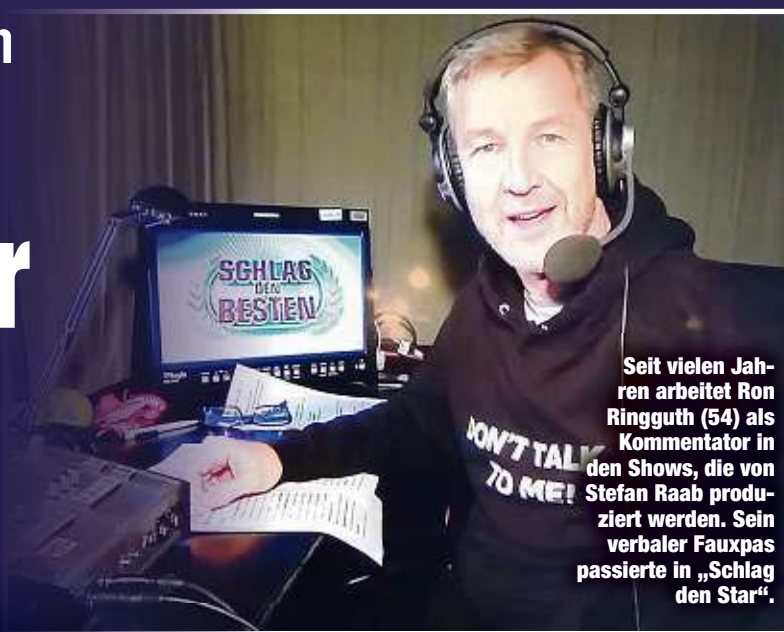 SCHLAG
DEN
BESTEN
DON'T TALK
TO ME!
Seit vielen Jah-
ren arbeitet Ron
Ringguth (54) als
Kommentator in
den Shows, die von
Stefan Raab produ-
ziert werden. Sein
verbaler Fauxpas
passierte in „Schlag
den Star“.